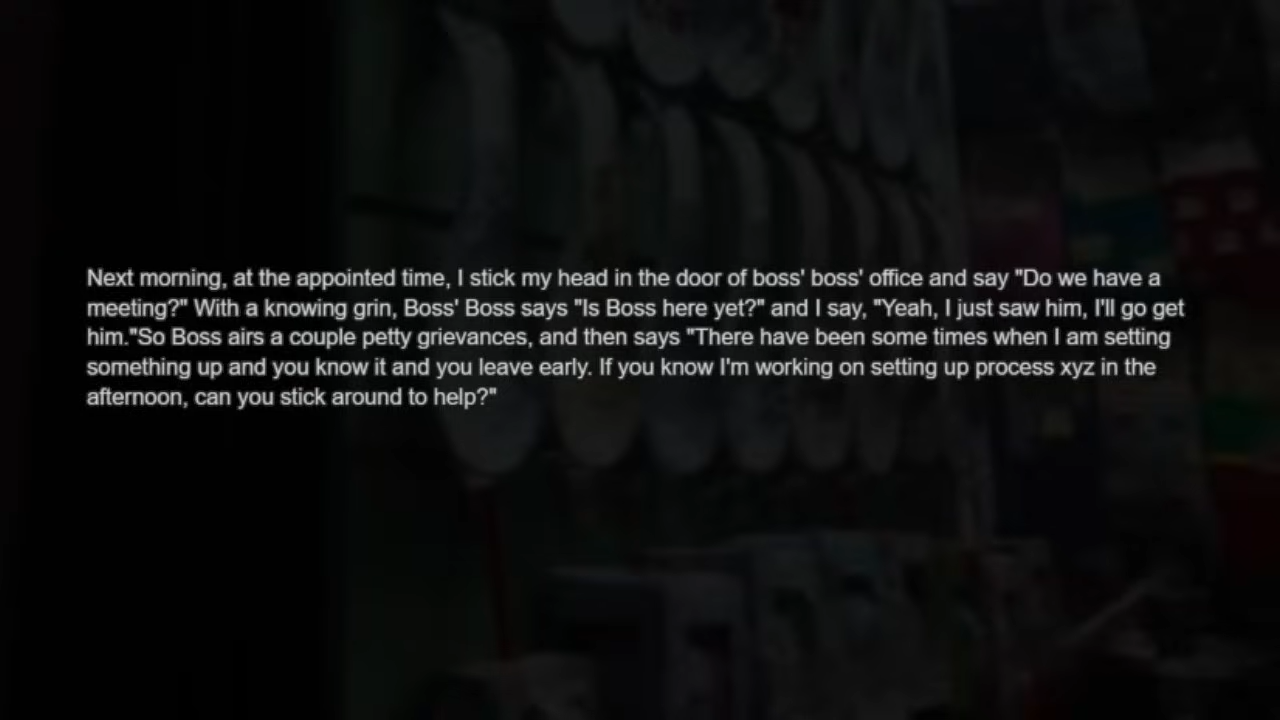 Next morning, at the appointed time, I stick my head in the door of boss' boss' office and say "Do we have a
meeting?" With a knowing grin, Boss' Boss says "Is Boss here yet?" and I say, "Yeah, I just saw him, I'll go get
him."So Boss airs a couple petty grievances, and then says "There have been some times when I am setting
something up and you know it and you leave early. If you know I'm working on setting up process xyz in the
afternoon, can you stick around to help?"